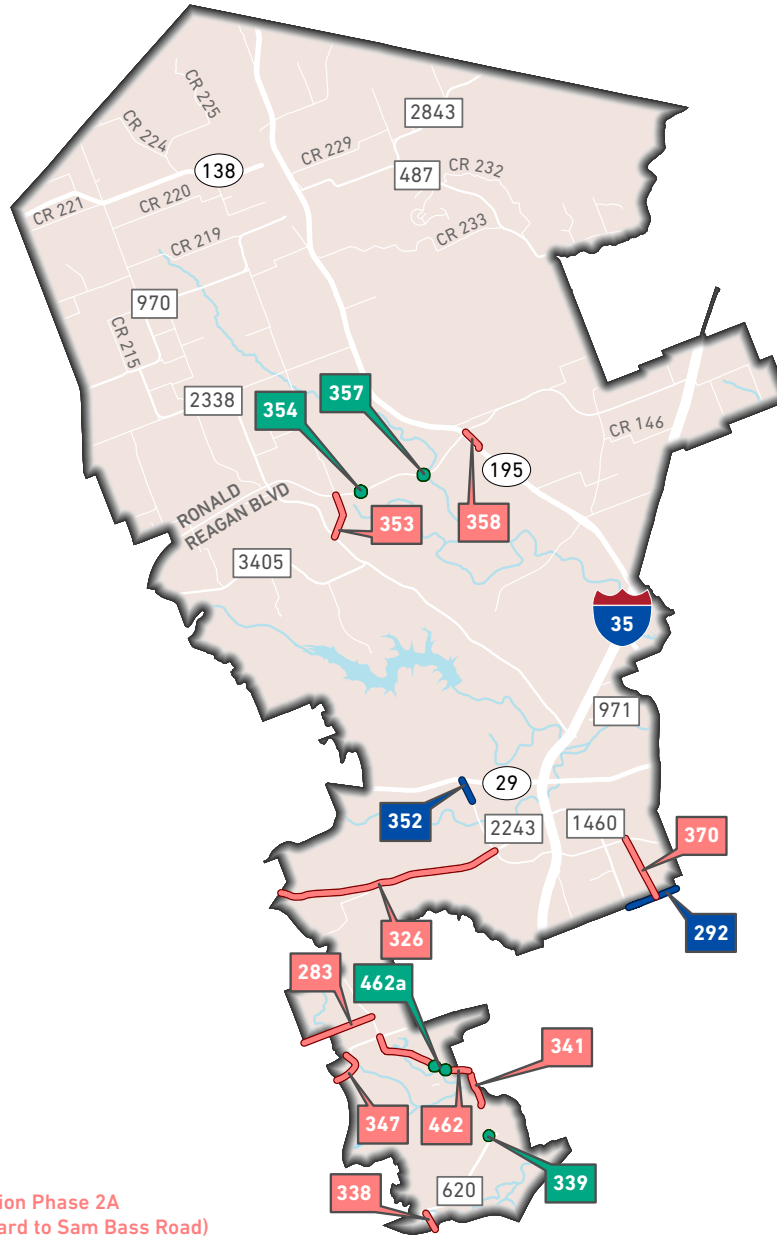 CR 225
2843
CR 224
CR 229
CR 232
138
487
CR 220
CR 221
CR 233
CR 219
970
CR 215
357
2338
354
CR 146
195
RONALD
REAGAN BLVD
353
358
3405
35
971
29
352
2243
1460
370
292
326
283
462a
341
347
462
339
620
338
ion Phase 2A
ard to Sam Bass Road)